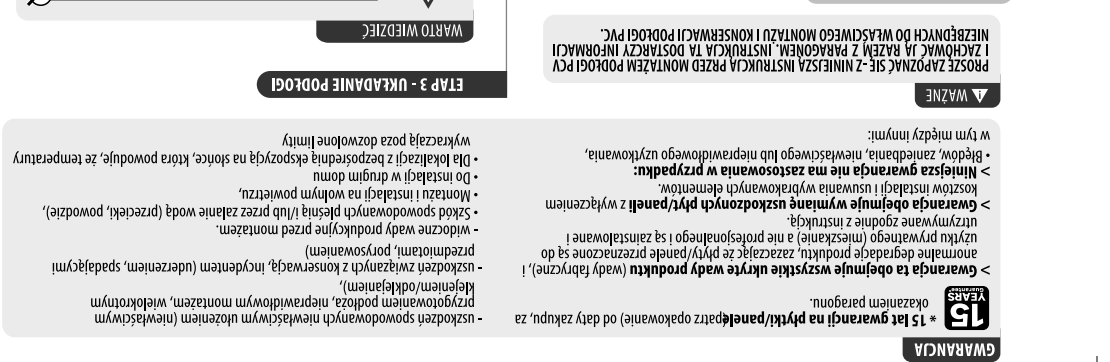 GWARANCJA
15 YEARS Guarantee*
* 15 lat gwarancji na płytki/panele(patrz opakowanie) od daty zakupu, za
okazaniem paragonu.
> Gwarancja ta obejmuje wszystkie ukryte wady produktu (wady fabryczne), i
anormalne degradacje produktu, zazaczając że płyty/panele przeznaczone są do
użytku prywatnego (mieszkanie) a nie profesjonalnego i są zainstalowane i
utrzymywane zgodnie z instrukcją.
> Gwarancja obejmuje wymianę uszkodzonych płyt/paneli z wyłączeniem
kosztów instalacji i usuwania wybrakowanych elementów.
> Niniejsza gwarancja nie ma zastosowania w przypadku:
• Błędów, zaniedbania, niewłaściwego lub nieprawidłowego uzytkowania,
w tym między innymi:
- uszkodzeń spowodowanych niewłaściwym ułożeniem (niewłaściwym
przygotowaniem podłoża, nieprawidłowym montażem, wielokrotnym
klejeniem/odklejaniem),
- uszkodzeń związanych z konserwacją, incydentem (uderzeniem, spadającymi
przedmiotami, porysowaniem)
- widoczne wady produkcyjne przed montażem.
• Szkód spowodowanych pleśnią i/lub przez zalanie wodą (przecieki, powodzie),
• Montażu i instalacji na wolnym powietrzu,
• Do instalacji w drugim domu
• Dla lokalizacji z bezpośrednią ekspozycją na słońce, która powoduje, że temperatury
wykraczają poza dozwolone limity
WAŻNE
PROSZĘ ZAPOZNAĆ SIĘ -Z NINIEJSZA INSTRUKCJA PRZED MONTAŻEM PODŁOGI PCV
I ZACHOWAĆ JĄ RAZEM Z PARAGONEM. INSTRUKCJA TA DOSTARCZY INFORMACJI
NIEZBĘDNYCH DO WŁAŚCIWEGO MONTAŻU I KONSERWACJI PODŁOGI PVC.
ETAP 3 - UKŁADANIE PODŁOGI
WARTO WIEDZIEĆ